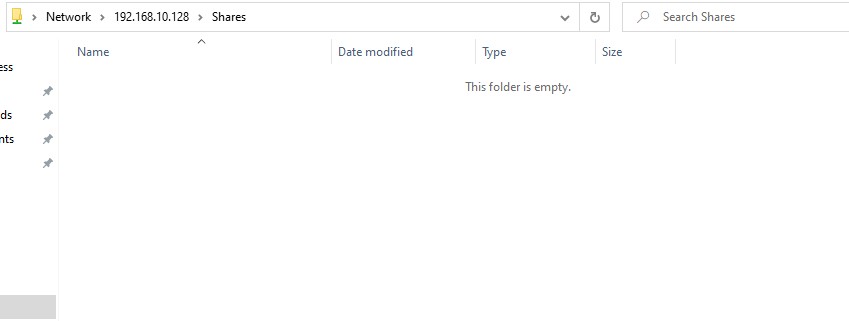 Network > 192.168.10.128 > Shares
Search Shares
Name
Date modified
Type
Size
This folder is empty.
ess
ds
nts